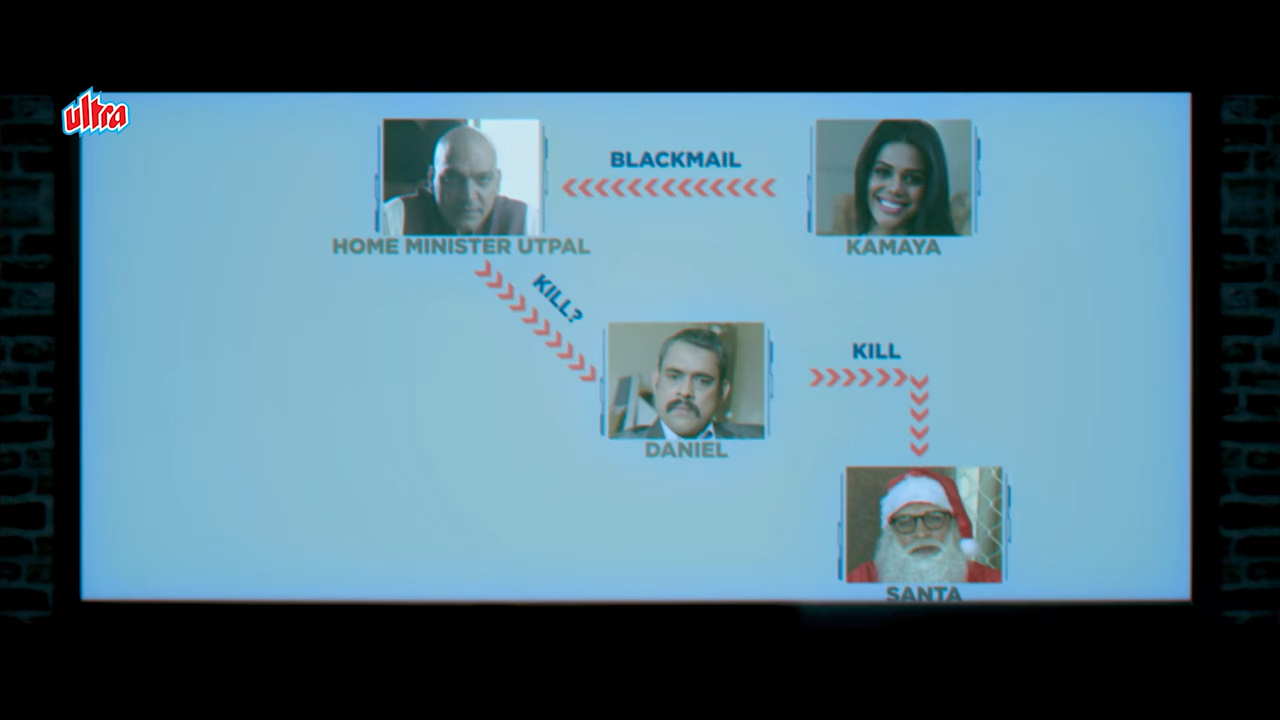 ultra
BLACKMAIL
HOME MINISTER UTPAL
KAMAYA
KILL?
KILL
DANIEL
SANTA